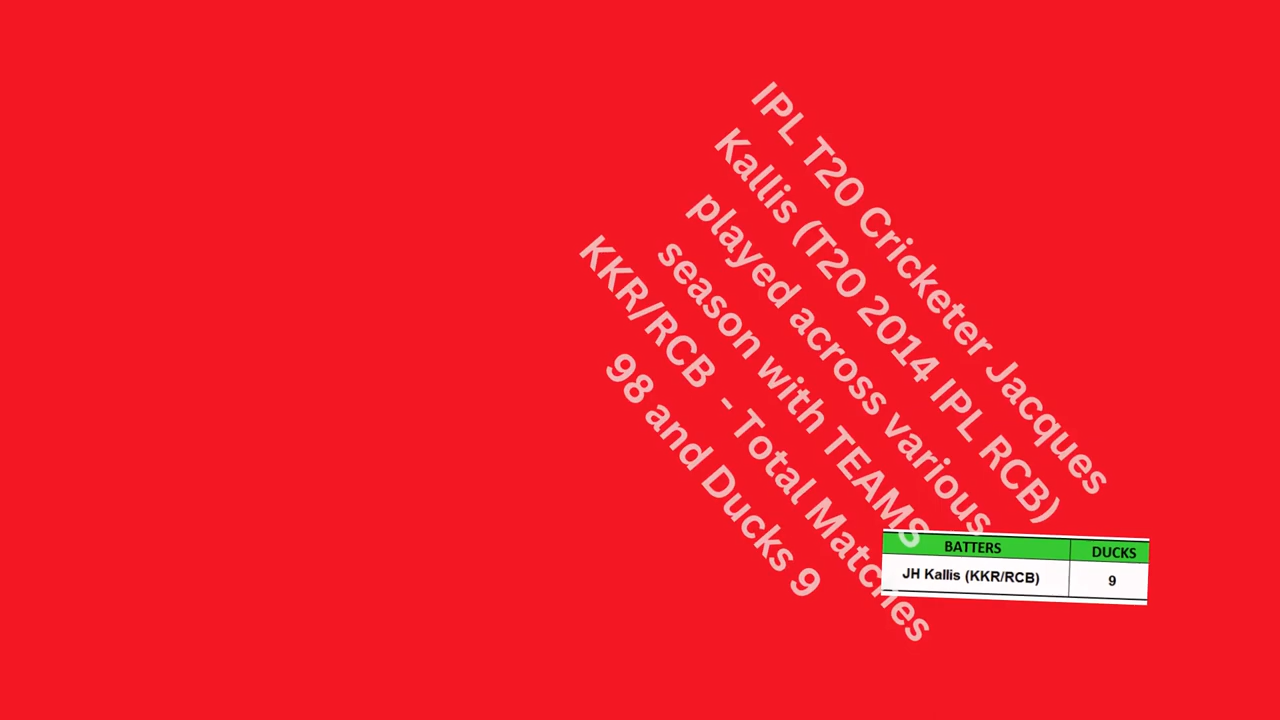 IPL T20 Cricketer Jacques
Kallis (T20 2014 IPL RCB)
played across various
season with TEAMS
KKR/RCB - Total Matches
98 and Ducks 9
BATTERS DUCKS
JH Kallis (KKR/RCB) 9